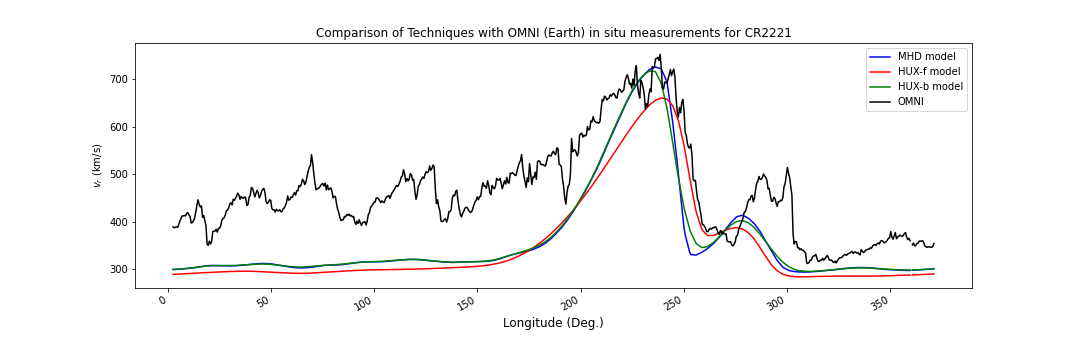 Comparison of Techniques with OMNI (Earth) in situ measurements for CR2221
MHD model
HUX-f model
HUX-b model
OMNI
700
600
500
400
300
vᵣ (km/s)
0
50
100
150
200
250
300
350
Longitude (Deg.)